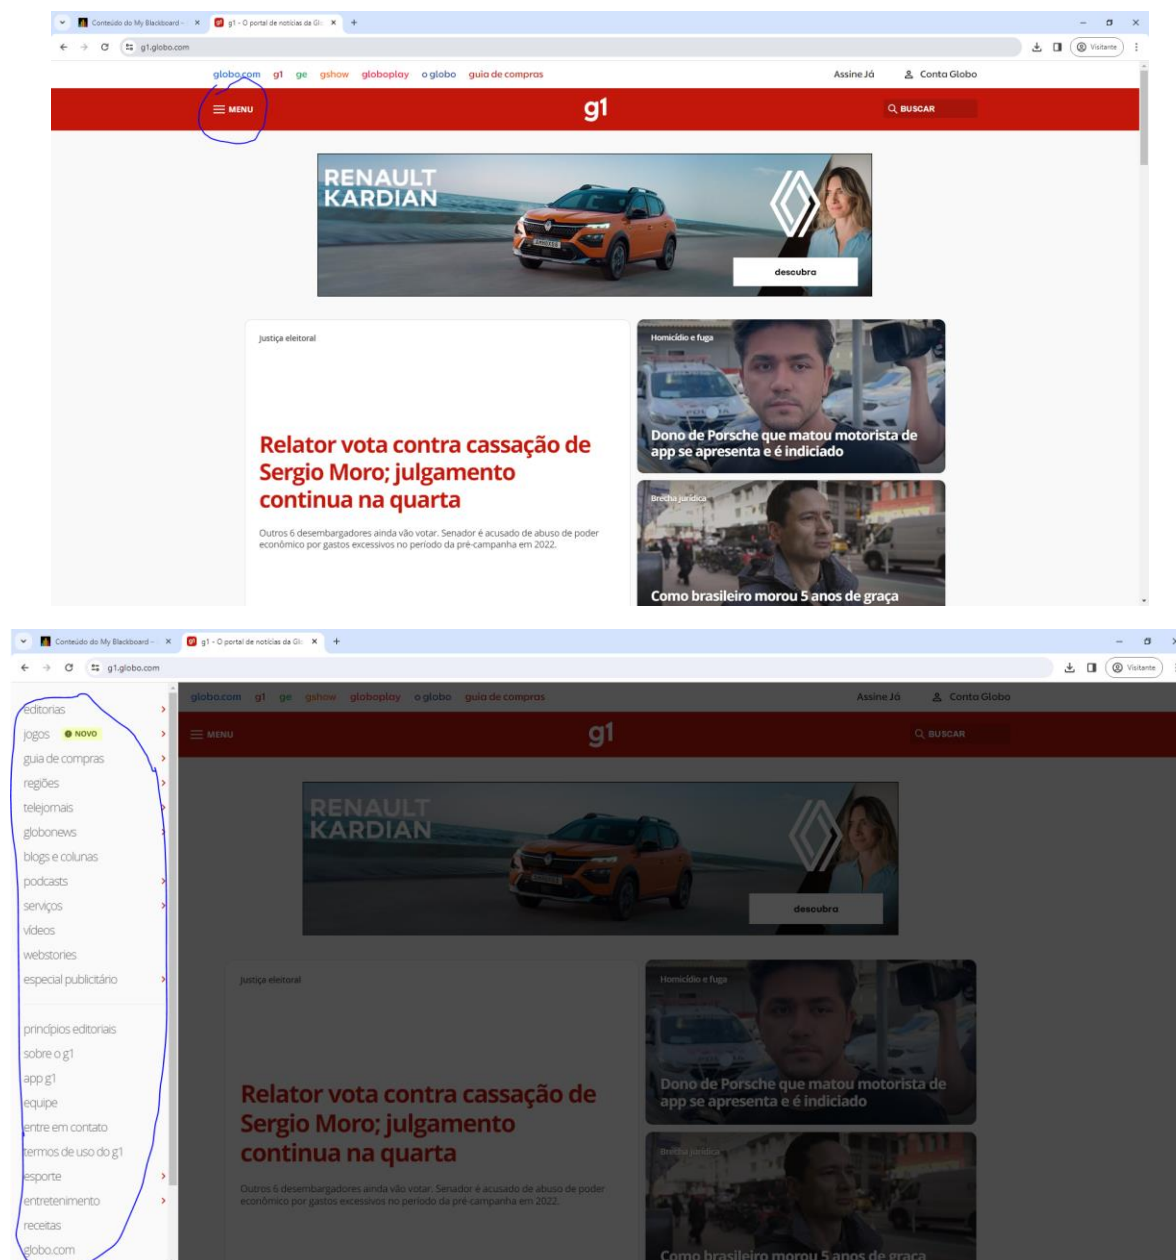 Conteúdo do My Blackboard -
g1 - O portal de notícias da Glo
g1.globo.com
Visitante
globo.com g1 ge gshow globoplay o globo guia de compras
Assine Já
Conta Globo
MENU
g1
BUSCAR
RENAULT
KARDIAN
descubra
Justiça eleitoral
Relator vota contra cassação de
Sergio Moro; julgamento
continua na quarta
Outros 6 desembargadores ainda vão votar. Senador é acusado de abuso de poder
econômico por gastos excessivos no período da pré-campanha em 2022.
Homicídio e fuga
POLÍCIA
Dono de Porsche que matou motorista de
app se apresenta e é indiciado
Brecha jurídica
Como brasileiro morou 5 anos de graça
Conteúdo do My Blackboard -
g1 - O portal de notícias da Glo
g1.globo.com
Visitante
editorias
jogos NOVO
guia de compras
regiões
telejornais
globonews
blogs e colunas
podcasts
serviços
vídeos
webstories
especial publicitário
princípios editoriais
sobre o g1
app g1
equipe
entre em contato
termos de uso do g1
esporte
entretenimento
receitas
globo.com
globo.com g1 ge gshow globoplay o globo guia de compras
Assine Já
Conta Globo
MENU
g1
BUSCAR
RENAULT
KARDIAN
descubra
Justiça eleitoral
Relator vota contra cassação de
Sergio Moro; julgamento
continua na quarta
Outros 6 desembargadores ainda vão votar. Senador é acusado de abuso de poder
econômico por gastos excessivos no período da pré-campanha em 2022.
Homicídio e fuga
Dono de Porsche que matou motorista de
app se apresenta e é indiciado
Brecha jurídica
Como brasileiro morou 5 anos de graça